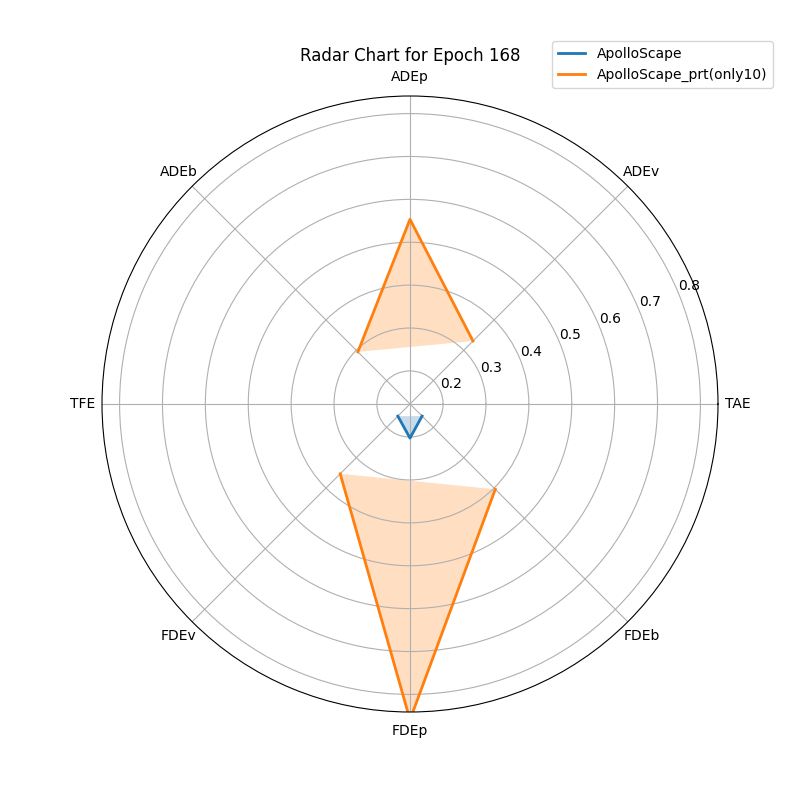 Radar Chart for Epoch 168
ApolloScape
ApolloScape_prt(only10)
ADEp
ADEb
ADEv
0.8
0.7
0.6
0.5
0.4
0.3
0.2
TFE
TAE
FDEv
FDEb
FDEp